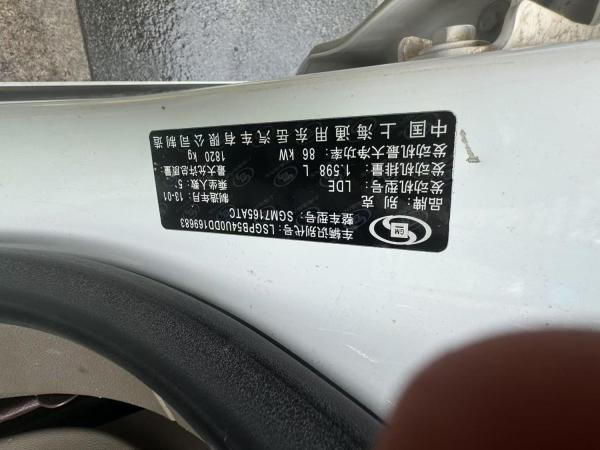 GM
车辆识别代号: LSGPB54U0DD169683
整车型号: SGM7165ATC
品牌: 别 克 制造年月: 13-01
发动机型号: LDE 乘坐人数: 5
发动机排量: 1.598 L 最大允许总质量:
发动机最大净功率: 86 kW 1820 kg
中国 上海通用东岳汽车有限公司制造